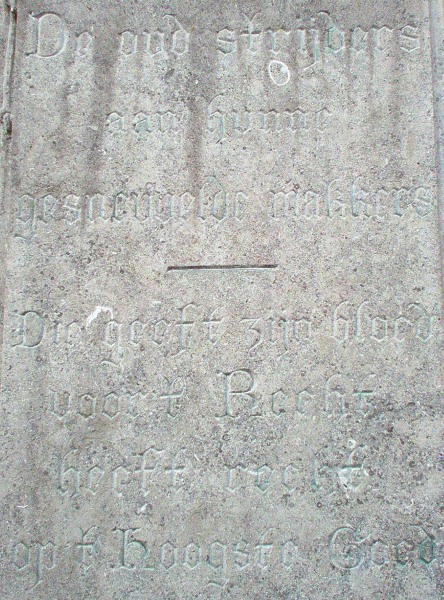 De oud strijders
aan hunne
gesneuvelde makkers
Die geeft zijn bloed
voor 't Recht
heeft recht
op 't hoogste Goed